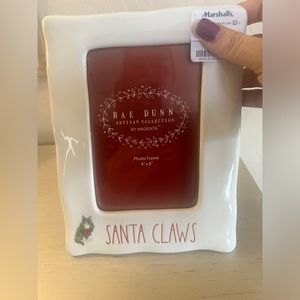 Marshalls.
RAE DUNN
ARTISAN COLLECTION
BY MAGENTA
Photo Frame
4"x6"
SANTA CLAWS